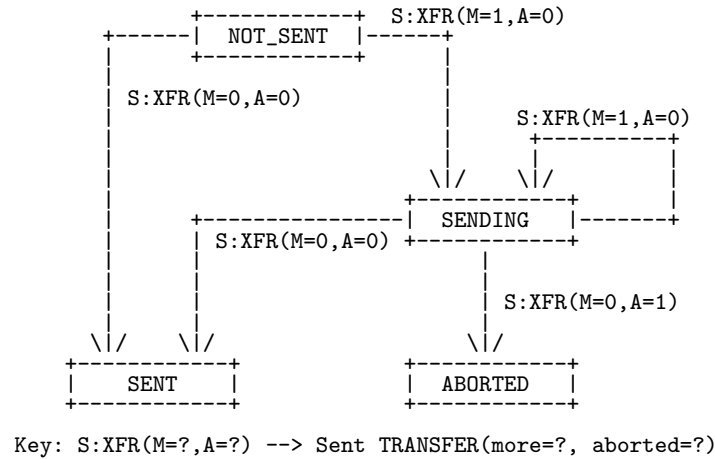 S:XFR(M=1,A=0)
NOT_SENT
S:XFR(M=0,A=0)
S:XFR(M=1,A=0)
SENDING
S:XFR(M=0,A=0)
S:XFR(M=0,A=1)
SENT
ABORTED
Key: S:XFR(M=?,A=?) --> Sent TRANSFER(more=?, aborted=?)